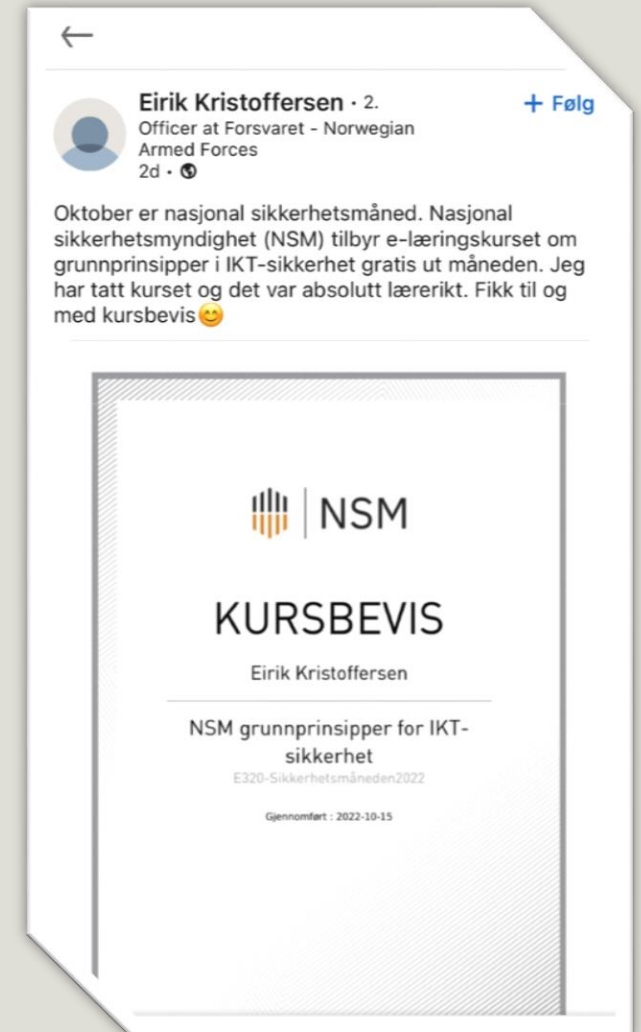 Eirik Kristoffersen · 2.
+ Følg
Officer at Forsvaret - Norwegian
Armed Forces
2d ·
Oktober er nasjonal sikkerhetsmåned. Nasjonal
sikkerhetsmyndighet (NSM) tilbyr e-læringskurset om
grunnprinsipper i IKT-sikkerhet gratis ut måneden. Jeg
har tatt kurset og det var absolutt lærerikt. Fikk til og
med kursbevis😊
NSM
KURSBEVIS
Eirik Kristoffersen
NSM grunnprinsipper for IKT-
sikkerhet
E320-Sikkerhetsmåneden2022
Gjennomført : 2022-10-15